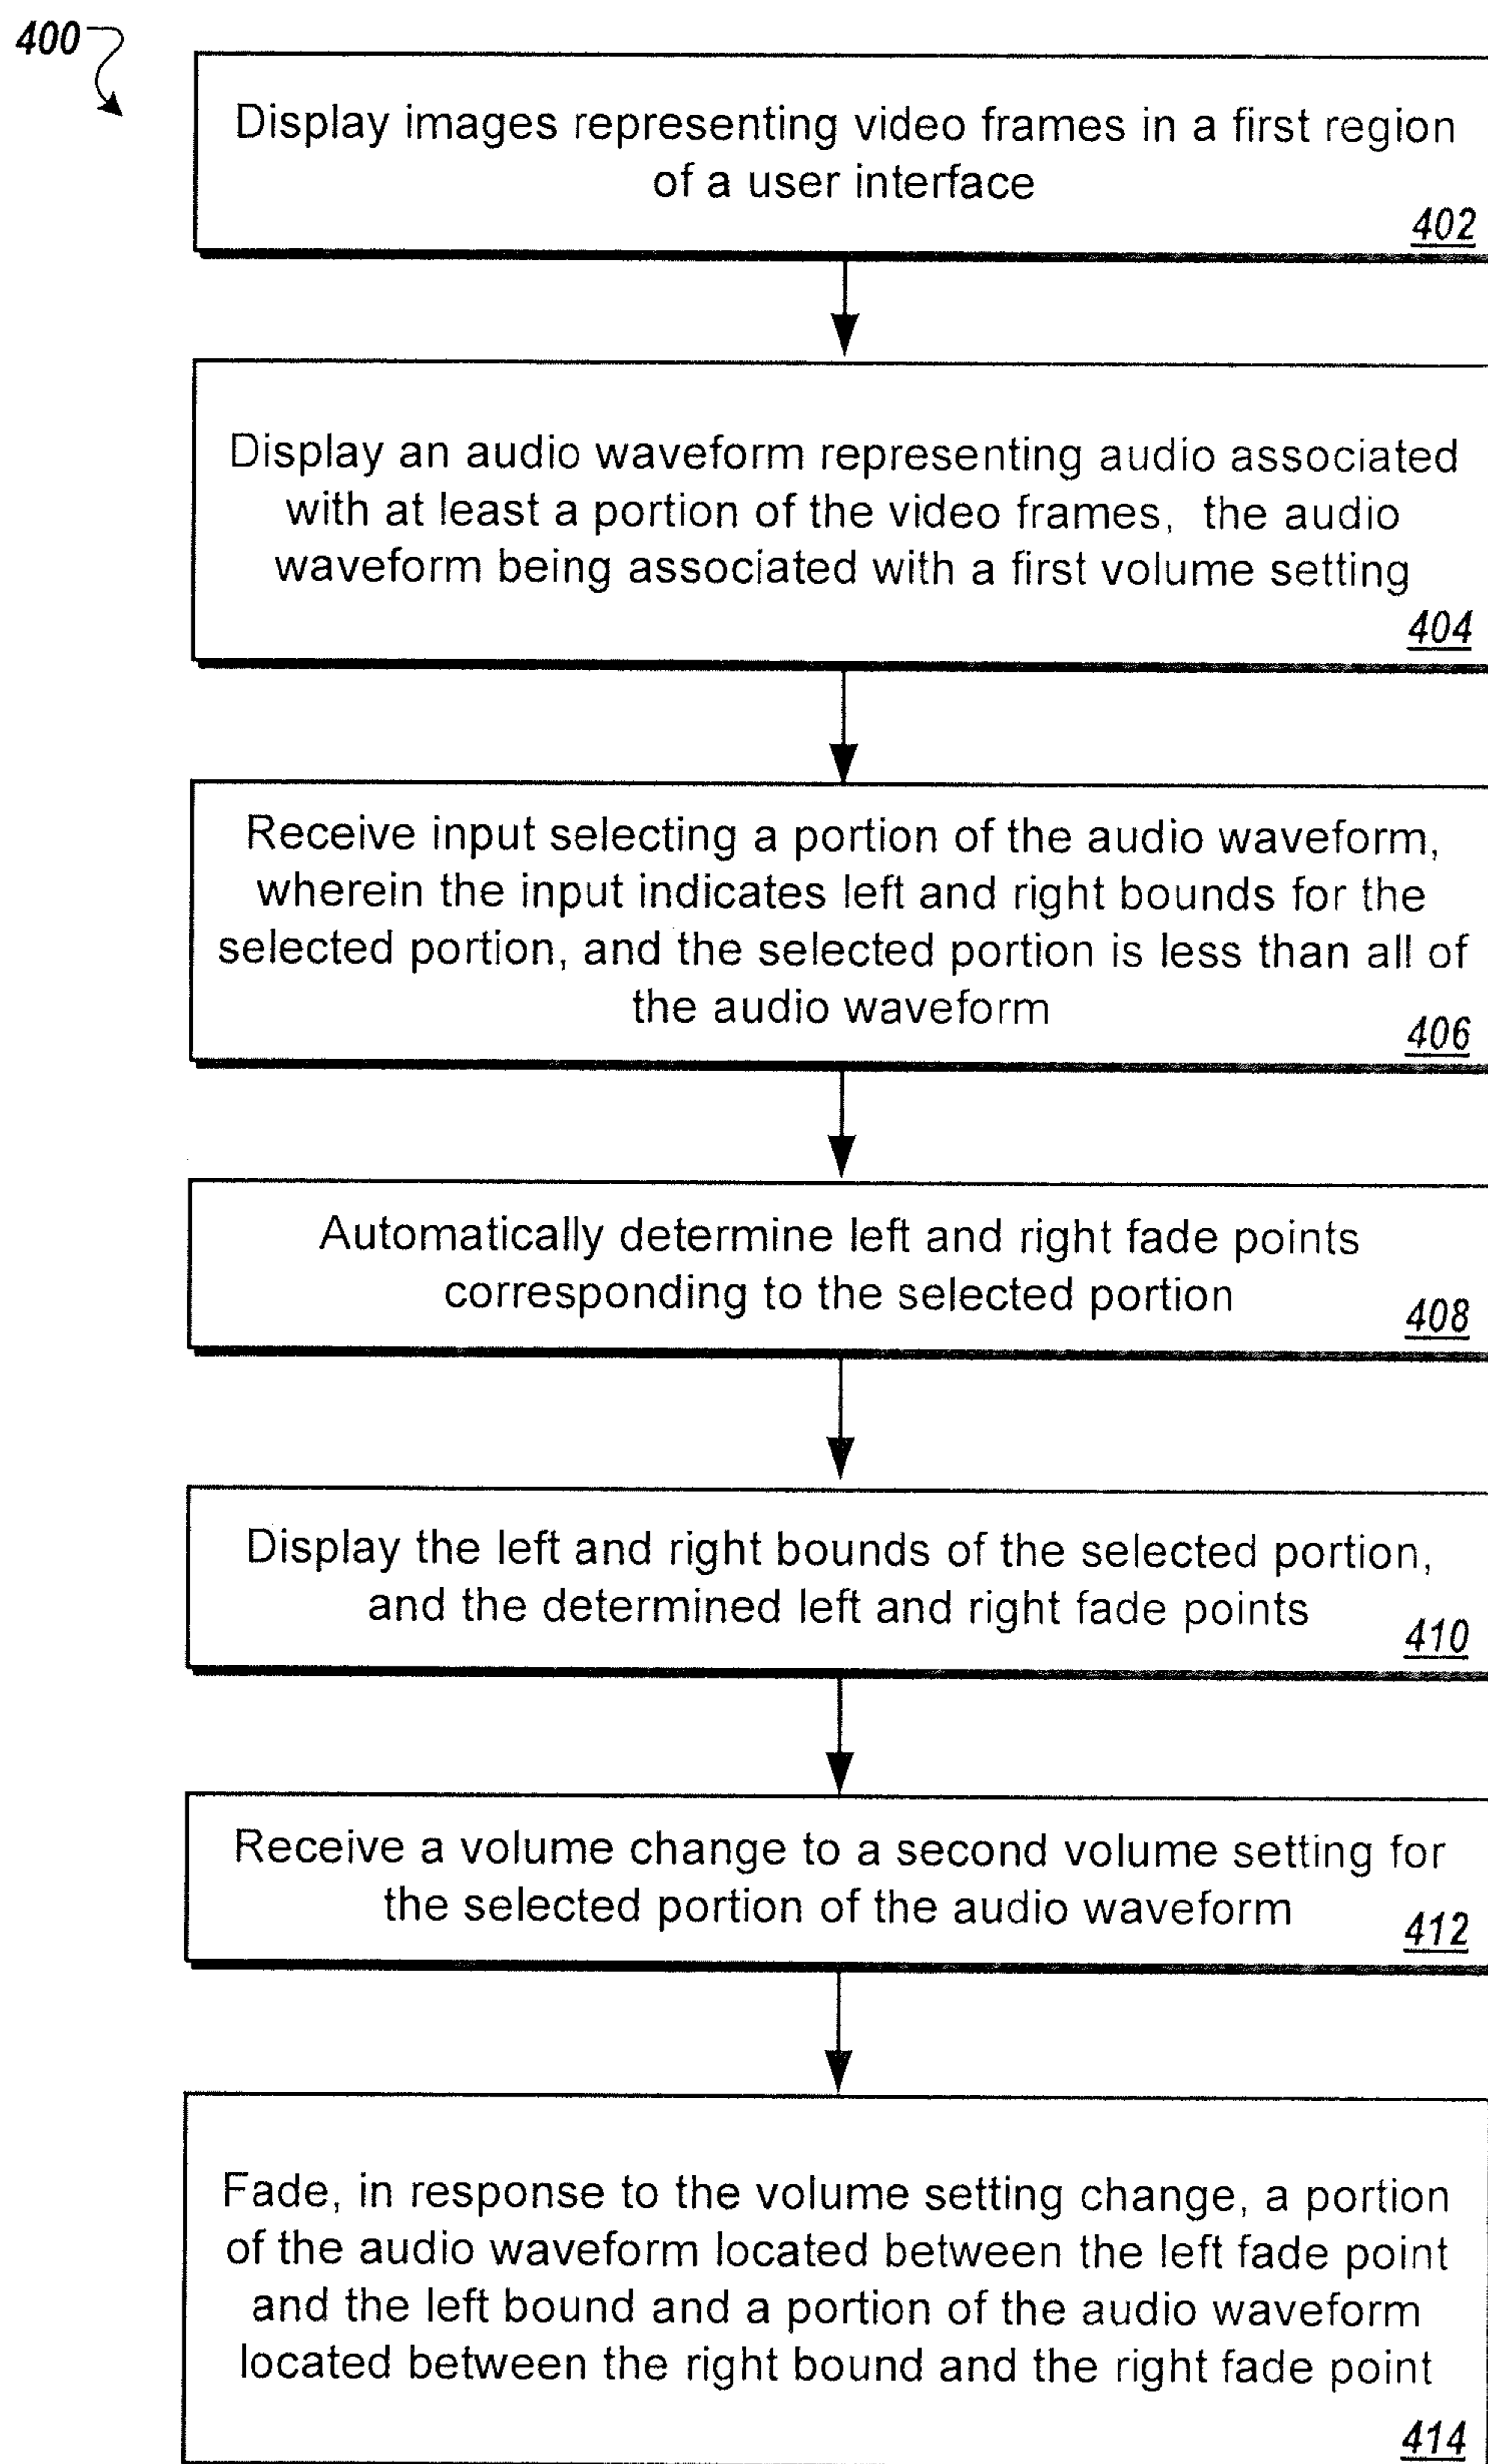 400
Display images representing video frames in a first region
of a user interface
402
Display an audio waveform representing audio associated
with at least a portion of the video frames, the audio
waveform being associated with a first volume setting
404
Receive input selecting a portion of the audio waveform,
wherein the input indicates left and right bounds for the
selected portion, and the selected portion is less than all of
the audio waveform
406
Automatically determine left and right fade points
corresponding to the selected portion
408
Display the left and right bounds of the selected portion,
and the determined left and right fade points
410
Receive a volume change to a second volume setting for
the selected portion of the audio waveform
412
Fade, in response to the volume setting change, a portion
of the audio waveform located between the left fade point
and the left bound and a portion of the audio waveform
located between the right bound and the right fade point
414